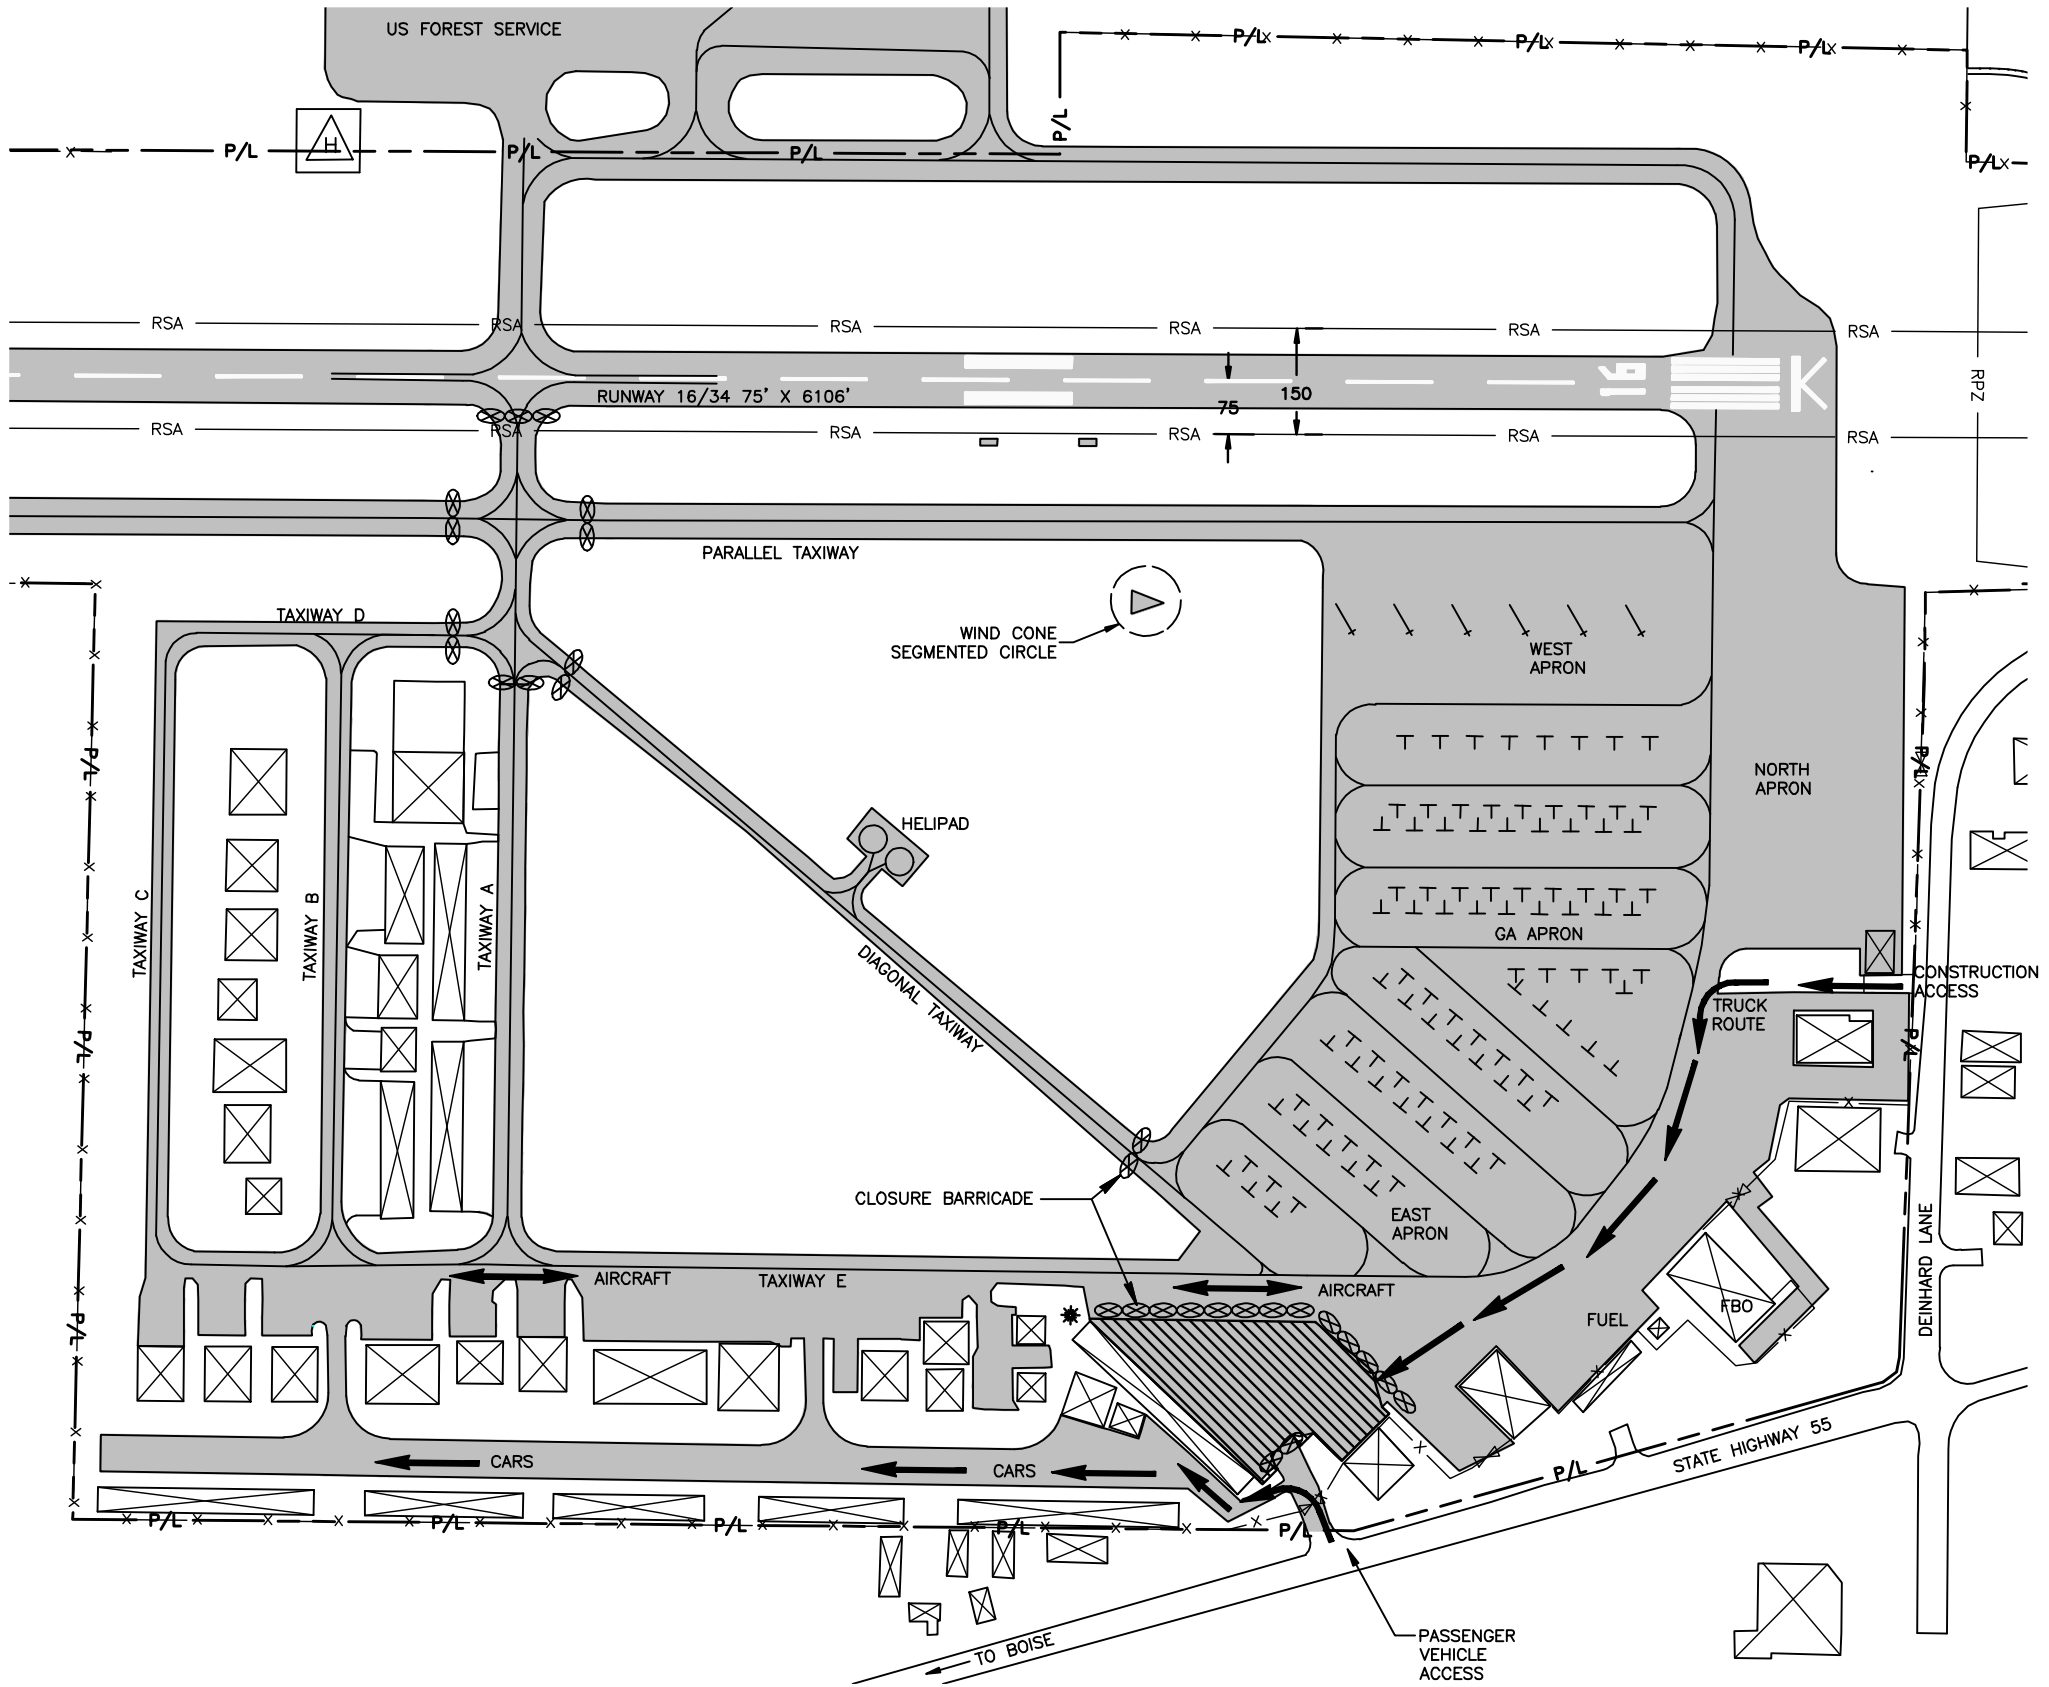 US FOREST SERVICE
P/L
P/L
P/L
P/L
H
P/L
P/L
P/L
P/L
RSA
RSA
RSA
RSA
RSA
RSA
RPZ
16
RUNWAY 16/34 75' X 6106'
75
150
RSA
RSA
RSA
RSA
RSA
RSA
PARALLEL TAXIWAY
TAXIWAY D
WIND CONE
SEGMENTED CIRCLE
WEST
APRON
P/L
P/L
NORTH
APRON
HELIPAD
TAXIWAY C
TAXIWAY B
TAXIWAY A
DIAGONAL TAXIWAY
GA APRON
CONSTRUCTION
ACCESS
TRUCK
ROUTE
P/L
P/L
CLOSURE BARRICADE
EAST
APRON
DEINHARD LANE
AIRCRAFT
TAXIWAY E
AIRCRAFT
FBO
FUEL
P/L
CARS
CARS
STATE HIGHWAY 55
P/L
P/L
P/L
P/L
P/L
P/L
TO BOISE
PASSENGER
VEHICLE
ACCESS